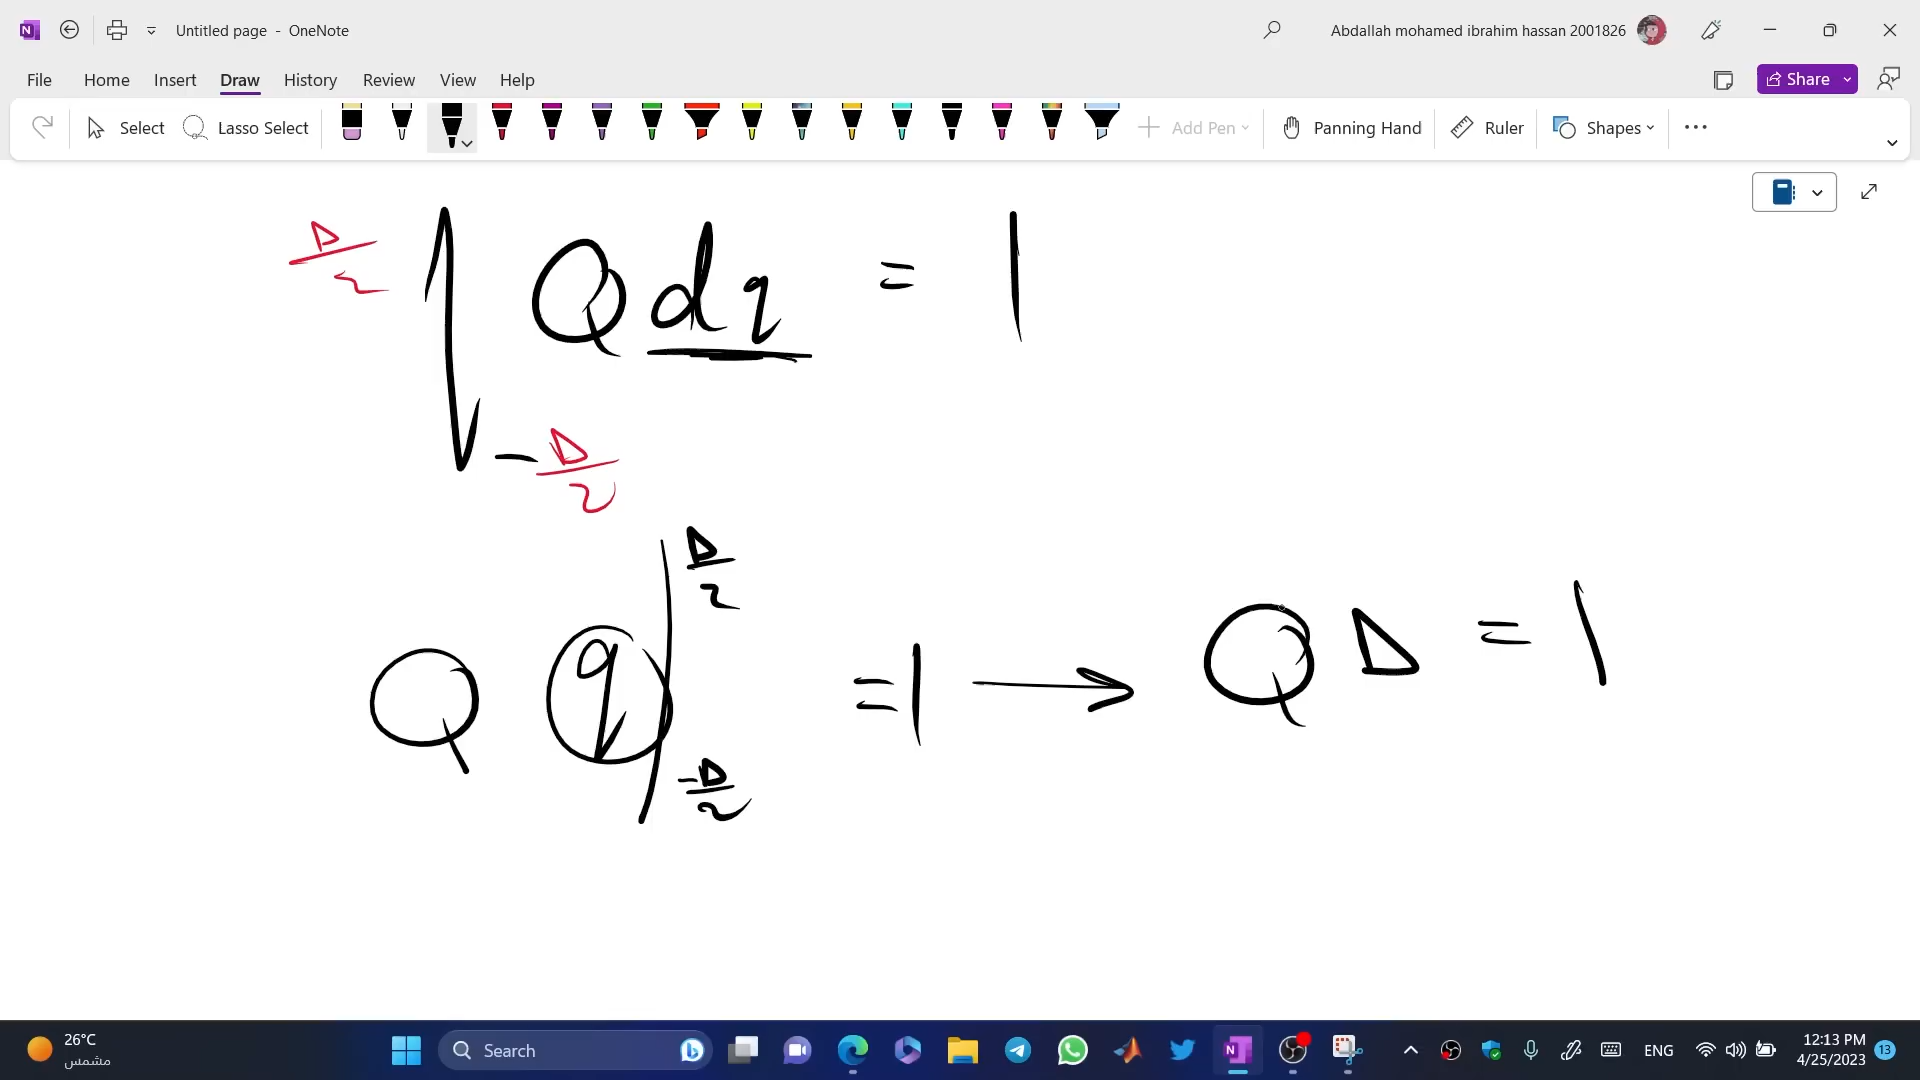 Untitled page - OneNote
Abdallah mohamed ibrahim hassan 2001826
File Home Insert Draw History Review View Help
Share
Select Lasso Select Add Pen Panning Hand Ruler Shapes
∫ Q dq = 1
Δ/2
-Δ/2
Q q | = 1 → Q Δ = 1
Δ/2
-Δ/2
26°C
مشمس
Search
ENG
12:13 PM
4/25/2023
13